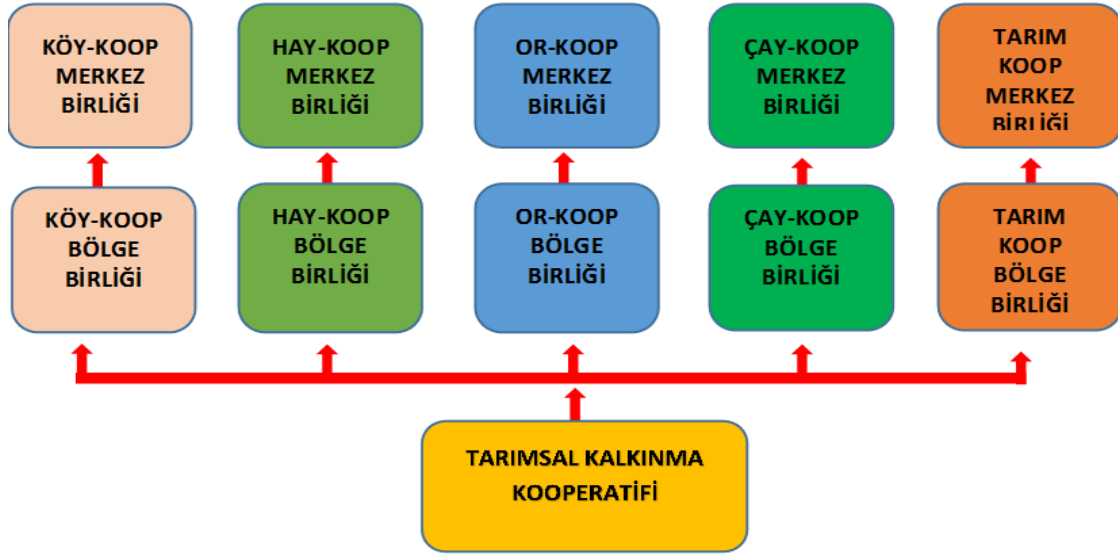 KÖY-KOOP
MERKEZ
BİRLİĞİ
HAY-KOOP
MERKEZ
BİRLİĞİ
OR-KOOP
MERKEZ
BİRLİĞİ
ÇAY-KOOP
MERKEZ
BİRLİĞİ
TARIM
KOOP
MERKEZ
BİRLİĞİ
KÖY-KOOP
BÖLGE
BİRLİĞİ
HAY-KOOP
BÖLGE
BİRLİĞİ
OR-KOOP
BÖLGE
BİRLİĞİ
ÇAY-KOOP
BÖLGE
BİRLİĞİ
TARIM
KOOP
BÖLGE
BİRLİĞİ
TARIMSAL KALKINMA
KOOPERATİFİ